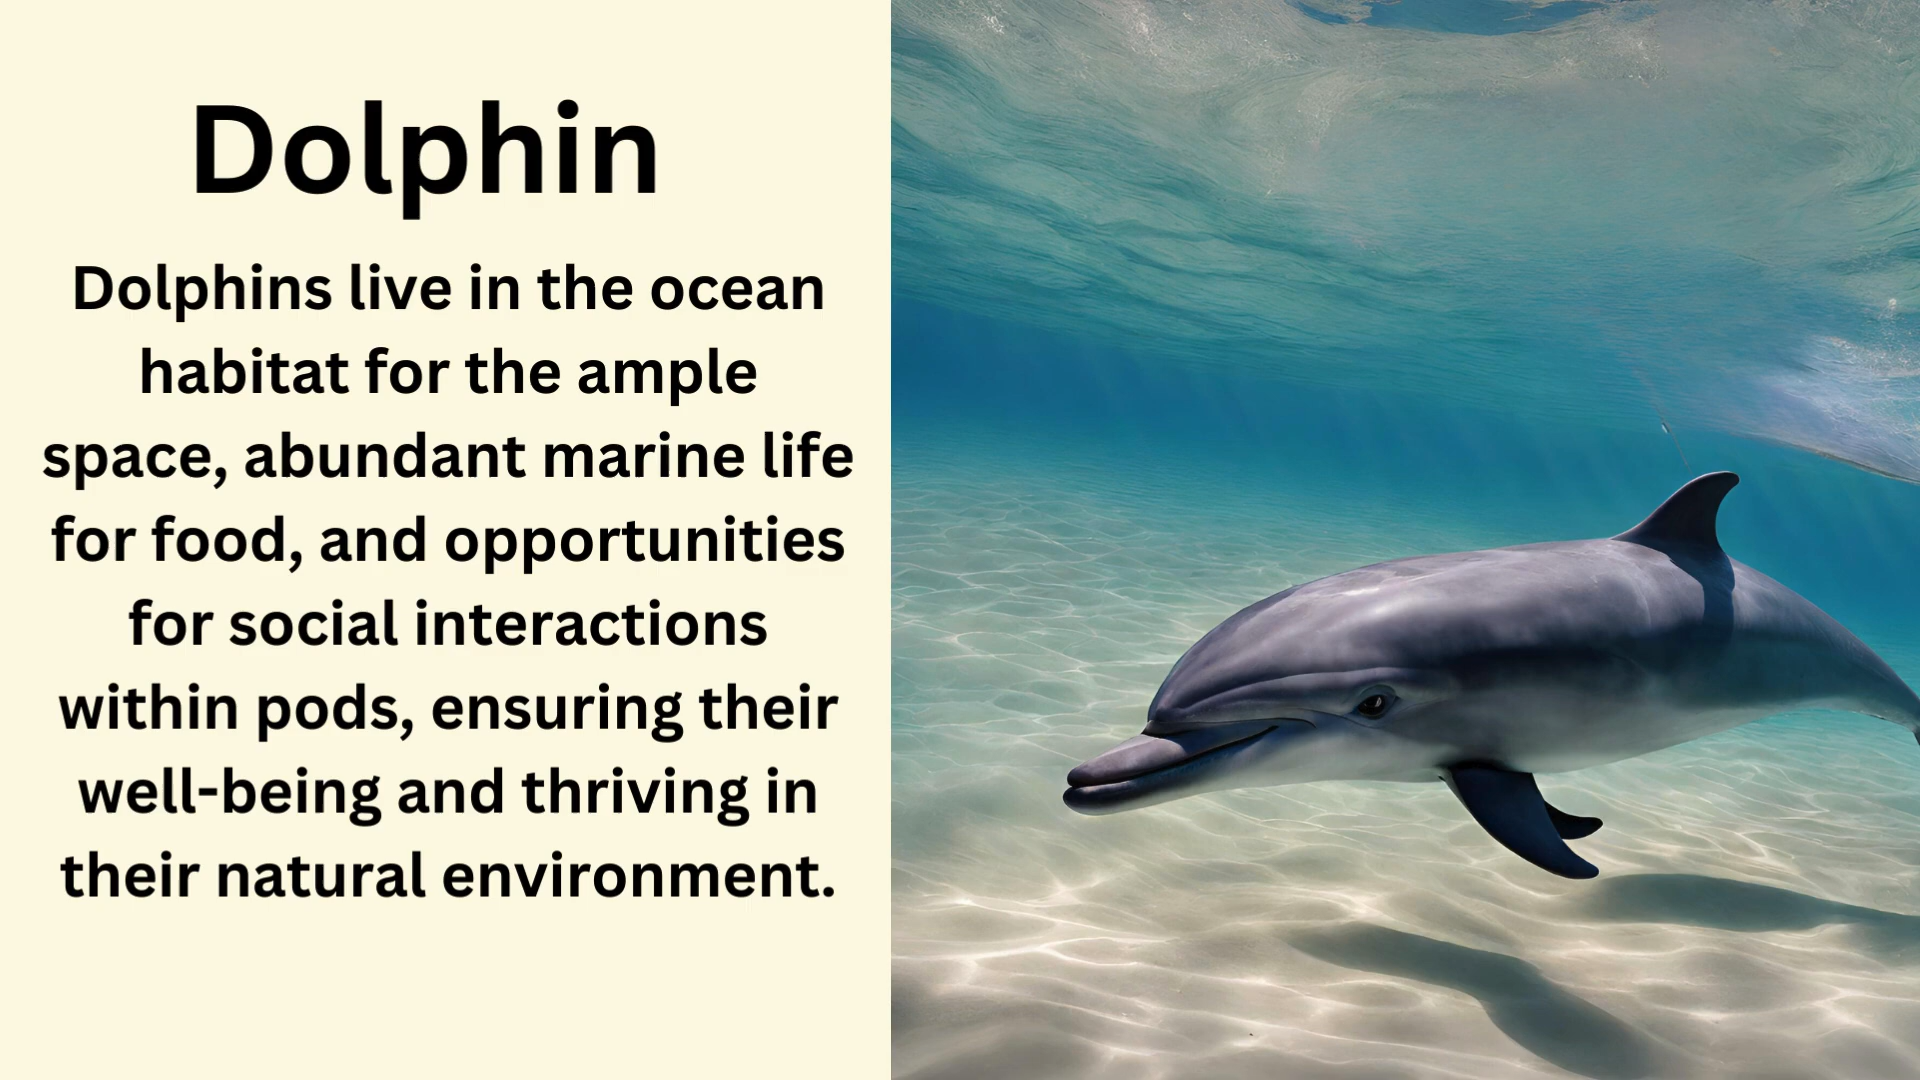 Dolphin
Dolphins live in the ocean
habitat for the ample
space, abundant marine life
for food, and opportunities
for social interactions
within pods, ensuring their
well-being and thriving in
their natural environment.